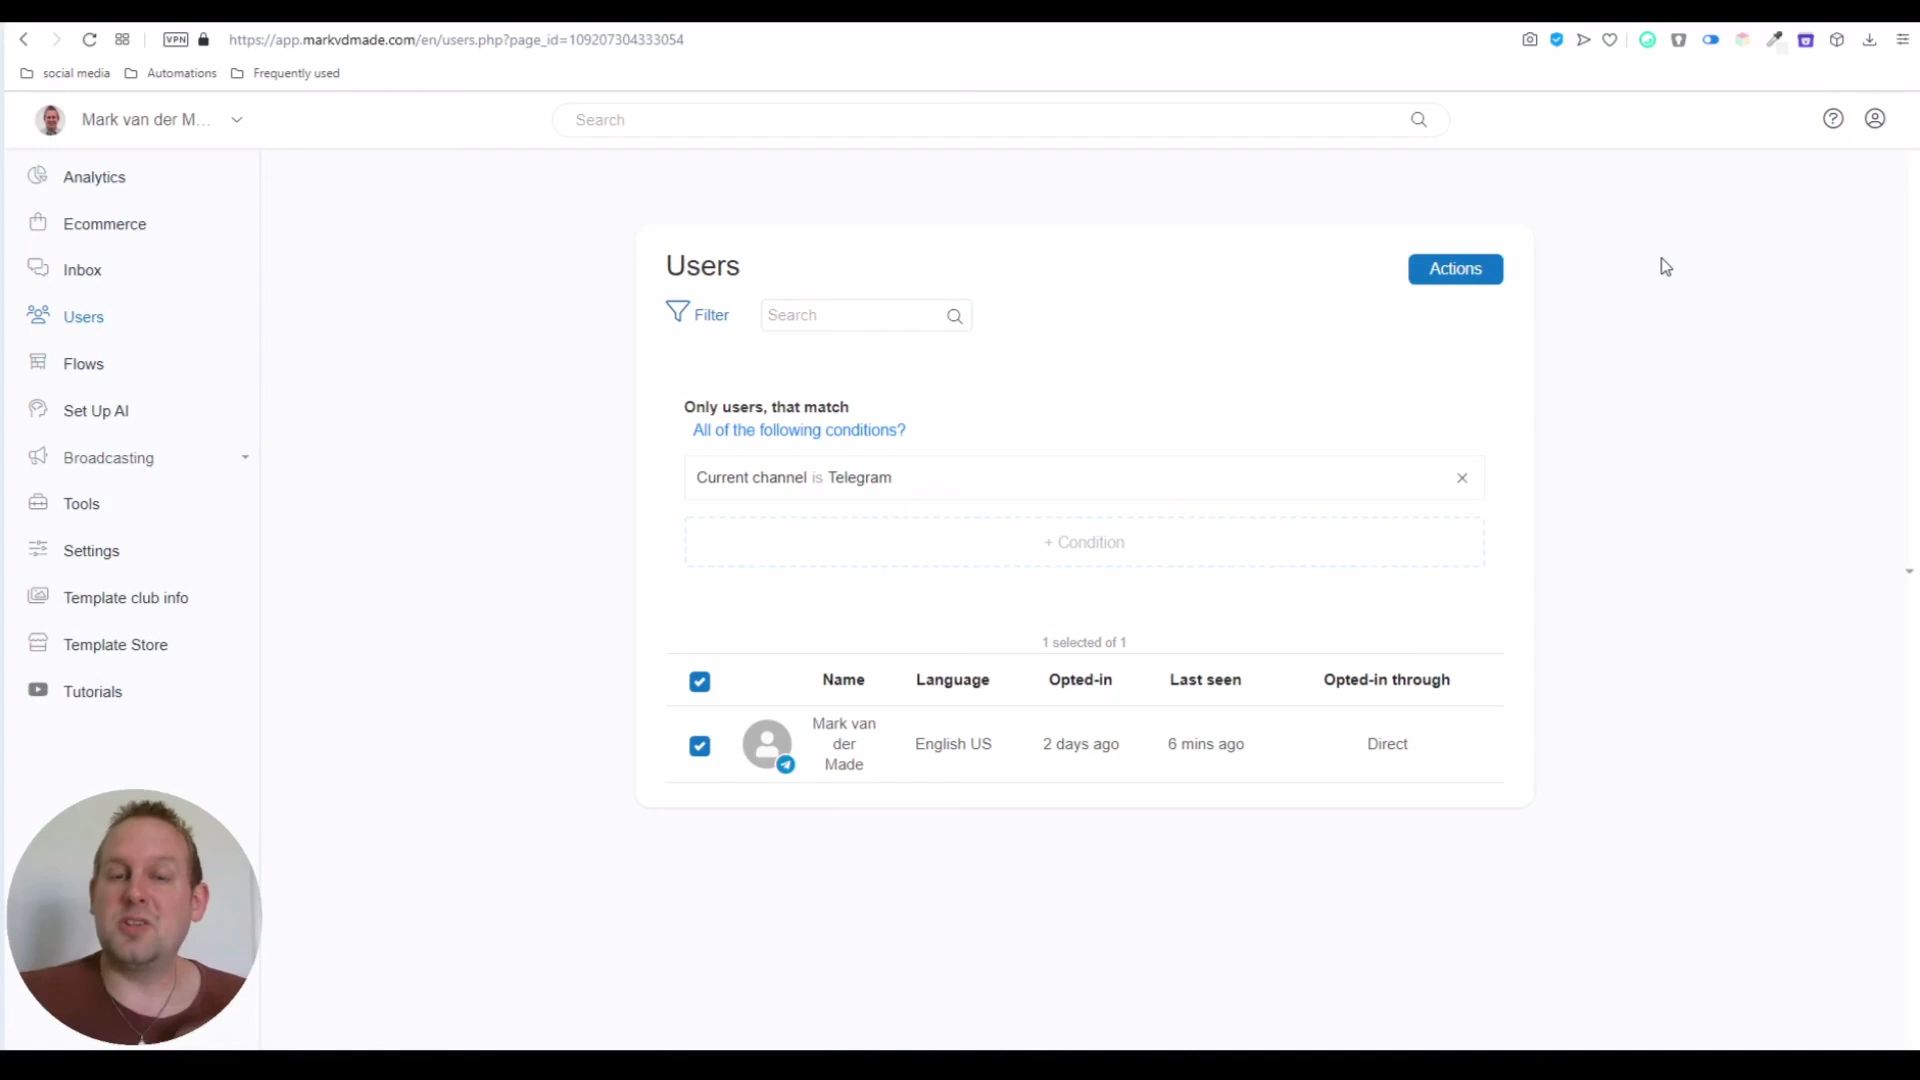 VPN
https://app.markvdmade.com/en/users.php?page_id=109207304333054
social media
Automations
Frequently used
Mark van der M...
Search
Analytics
Ecommerce
Inbox
Users
Flows
Set Up AI
Broadcasting
Tools
Settings
Template club info
Template Store
Tutorials
Users
Actions
Filter
Search
Only users, that match
All of the following conditions?
Current channel is Telegram
+ Condition
1 selected of 1
Name Language Opted-in Last seen Opted-in through
Mark van der Made English US 2 days ago 6 mins ago Direct